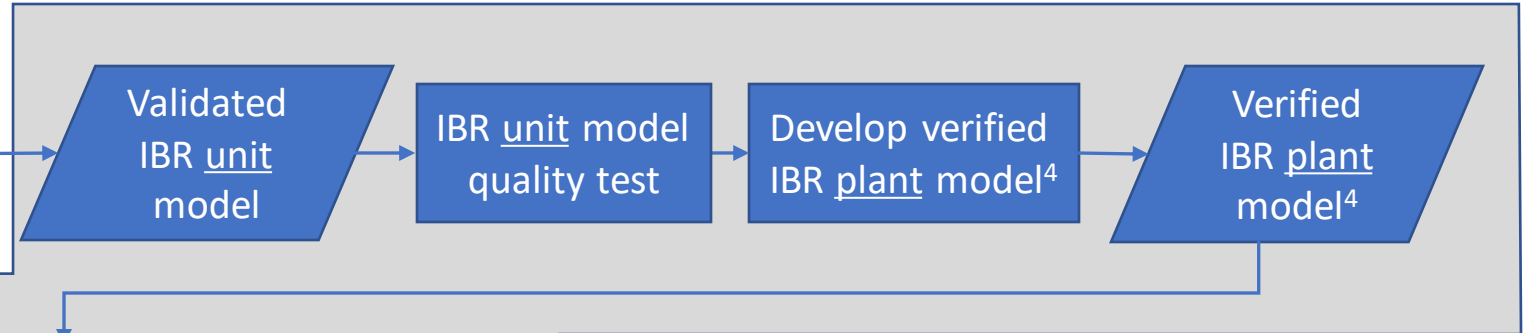 Validated
IBR unit
model
IBR unit model
quality test
Develop verified
IBR plant model⁴
Verified
IBR plant
model⁴